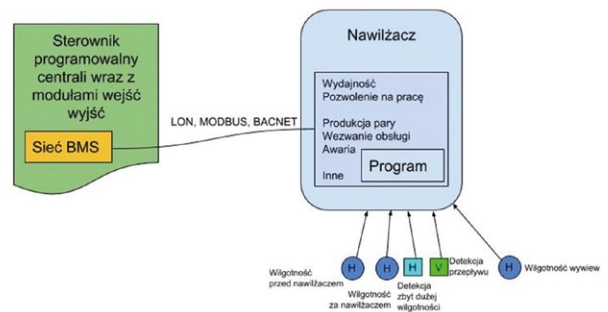 Sterownik
programowalny
centrali wraz z
modułami wejść
wyjść
Sieć BMS
LON, MODBUS, BACNET
Nawilżacz
Wydajność
Pozwolenie na pracę
Produkcja pary
Wezwanie obsługi
Awaria
Inne
Program
H
Wilgotność
przed nawilżaczem
H
Wilgotność
za nawilżaczem
H
Detekcja
zbyt dużej
wilgotności
V
Detekcja
przepływu
H
Wilgotność wywiew